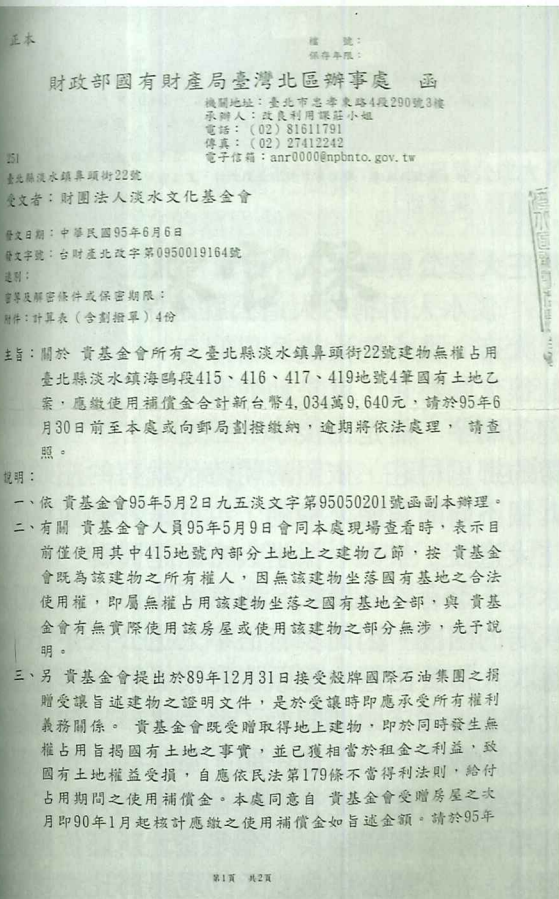 正本
檔　　號：
保存年限：
財政部國有財產局臺灣北區辦事處　函
機關地址：臺北市忠孝東路4段290號3樓
承辦人：改良利用課莊小姐
電話：（02）81611791
傳真：（02）27412242
電子信箱：anr0000@npbnto.gov.tw
251
臺北縣淡水鎮鼻頭街22號
受文者：財團法人淡水文化基金會
發文日期：中華民國95年6月6日
發文字號：台財產北改字第0950019164號
速別：
密等及解密條件或保密期限：
附件：計算表（含劃撥單）4份
主旨：關於 貴基金會所有之臺北縣淡水鎮鼻頭街22號建物無權占用
臺北縣淡水鎮海鷗段415、416、417、419地號4筆國有土地乙
案，應繳使用補償金合計新台幣4,034萬9,640元，請於95年6
月30日前至本處或向郵局劃撥繳納，逾期將依法處理， 請查
照。
說明：
一、依 貴基金會95年5月2日九五淡文字第95050201號函副本辦理。
二、有關 貴基金會人員95年5月9日會同本處現場查看時，表示目
前僅使用其中415地號內部分土地上之建物乙節，按 貴基金
會既為該建物之所有權人，因無該建物坐落國有基地之合法
使用權，即屬無權占用該建物坐落之國有基地全部，與 貴基
金會有無實際使用該房屋或使用該建物之部分無涉，先予說
明。
三、另 貴基金會提出於89年12月31日接受殼牌國際石油集團之捐
贈受讓旨述建物之證明文件，是於受讓時即應承受所有權利
義務關係。 貴基金會既受贈取得地上建物，即於同時發生無
權占用旨揭國有土地之事實，並已獲相當於租金之利益，致
國有土地權益受損，自應依民法第179條不當得利法則，給付
占用期間之使用補償金。本處同意自 貴基金會受贈房屋之次
月即90年1月起核計應繳之使用補償金如旨述金額。請於95年
第1頁　共2頁